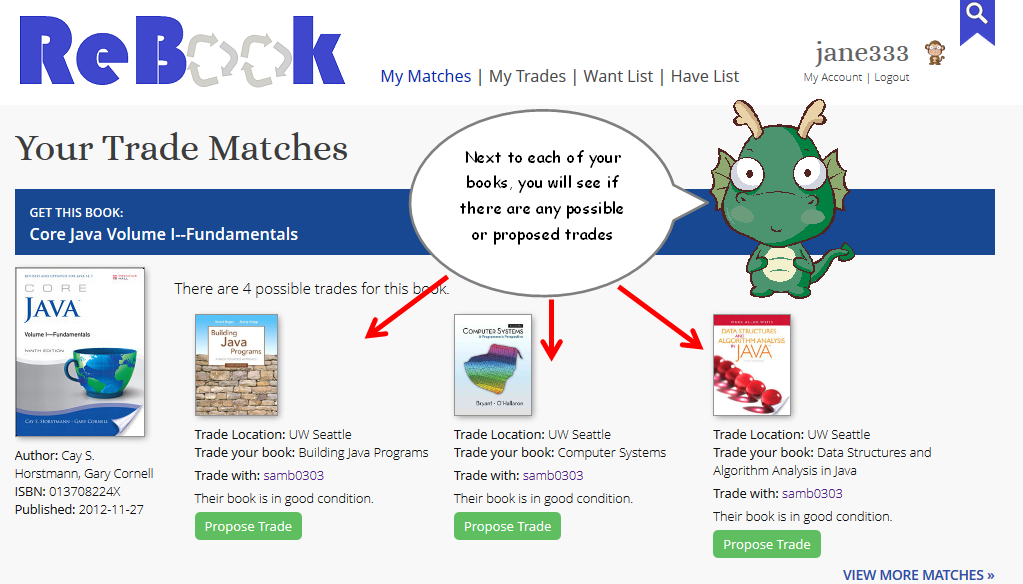 ReBook
jane333
My Matches | My Trades | Want List | Have List
My Account | Logout
Your Trade Matches
Next to each of your
books, you will see if
there are any possible
or proposed trades
GET THIS BOOK:
Core Java Volume I--Fundamentals
There are 4 possible trades for this book.
CORE
JAVA
Volume I—Fundamentals
NINTH EDITION
CAY S. HORSTMANN • GARY CORNELL
Author: Cay S.
Horstmann, Gary Cornell
ISBN: 013708224X
Published: 2012-11-27
Building
Java
Programs
Trade Location: UW Seattle
Trade your book: Building Java Programs
Trade with: samb0303
Their book is in good condition.
Propose Trade
COMPUTER SYSTEMS
A Programmer's Perspective
Bryant • O'Hallaron
Trade Location: UW Seattle
Trade your book: Computer Systems
Trade with: samb0303
Their book is in good condition.
Propose Trade
MARK ALLEN WEISS
DATA STRUCTURES
AND
ALGORITHM ANALYSIS
IN JAVA
Trade Location: UW Seattle
Trade your book: Data Structures and
Algorithm Analysis in Java
Trade with: samb0303
Their book is in good condition.
Propose Trade
VIEW MORE MATCHES »